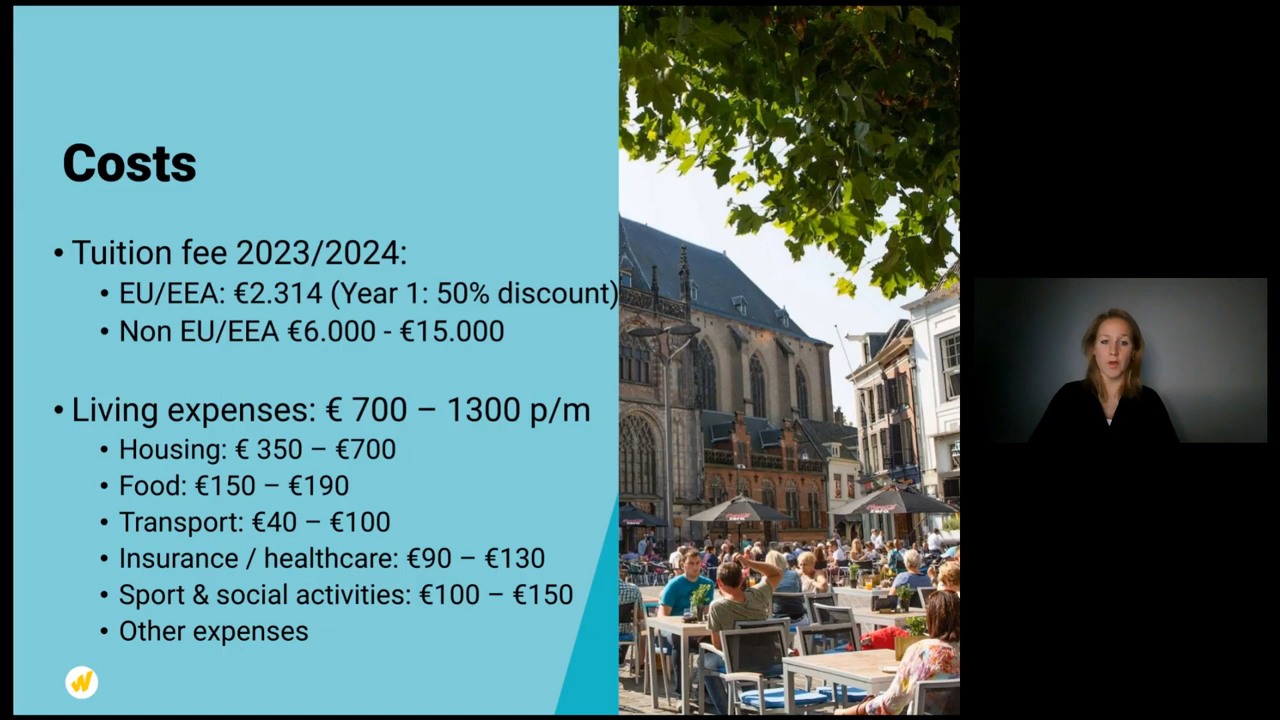 Costs
• Tuition fee 2023/2024:
• EU/EEA: €2.314 (Year 1: 50% discount)
• Non EU/EEA €6.000 - €15.000
• Living expenses: € 700 – 1300 p/m
• Housing: € 350 – €700
• Food: €150 – €190
• Transport: €40 – €100
• Insurance / healthcare: €90 – €130
• Sport & social activities: €100 – €150
• Other expenses